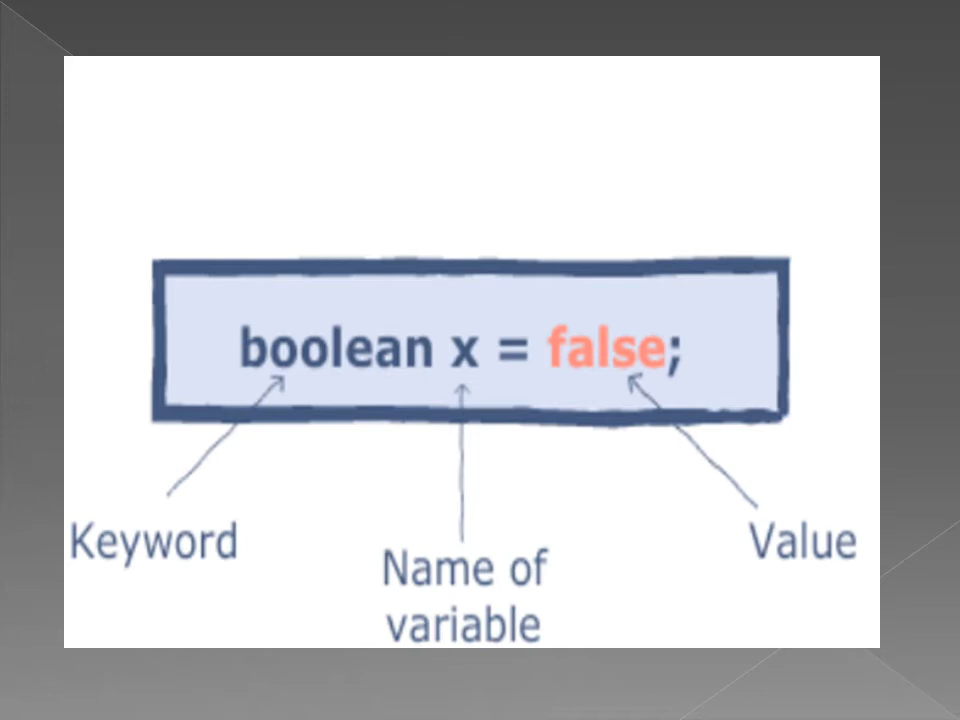 boolean x = false;
Keyword
Name of
variable
Value